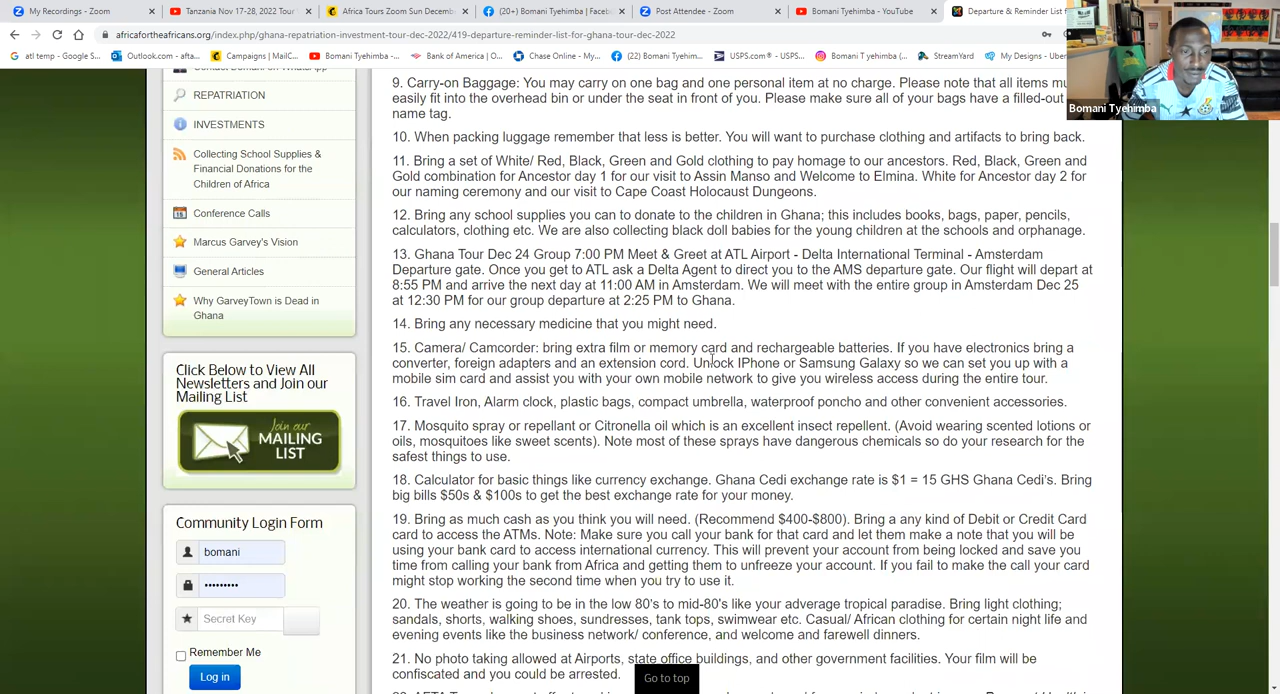 My Recordings - Zoom
Tanzania Nov 17-28, 2022 Tour
Africa Tours Zoom Sun Decemb
(20+) Bomani Tyehimba | Faceb
Post Attendee - Zoom
Bomani Tyehimba - YouTube
Departure & Reminder List f
africafortheafricans.org/index.php/ghana-repatriation-investment-tour-dec-2022/419-departure-reminder-list-for-ghana-tour-dec-2022
atl temp - Google S...
Outlook.com - afta...
Campaigns | MailC...
Bomani Tyehimba -...
Bank of America | O...
Chase Online - My...
(22) Bomani Tyehim...
USPS.com® - USPS...
Bomani T yehimba (...
StreamYard
My Designs - Uberp
Bomani Tyehimba
Contact Bomani on WhatsApp
REPATRIATION
INVESTMENTS
Collecting School Supplies &
Financial Donations for the
Children of Africa
Conference Calls
Marcus Garvey's Vision
General Articles
Why GarveyTown is Dead in
Ghana
Click Below to View All
Newsletters and Join our
Mailing List
Join our
MAILING
LIST
Community Login Form
bomani
•••••••••
Secret Key
Remember Me
Log in
9. Carry-on Baggage: You may carry on one bag and one personal item at no charge. Please note that all items mu
easily fit into the overhead bin or under the seat in front of you. Please make sure all of your bags have a filled-out
name tag.
10. When packing luggage remember that less is better. You will want to purchase clothing and artifacts to bring back.
11. Bring a set of White/ Red, Black, Green and Gold clothing to pay homage to our ancestors. Red, Black, Green and
Gold combination for Ancestor day 1 for our visit to Assin Manso and Welcome to Elmina. White for Ancestor day 2 for
our naming ceremony and our visit to Cape Coast Holocaust Dungeons.
12. Bring any school supplies you can to donate to the children in Ghana; this includes books, bags, paper, pencils,
calculators, clothing etc. We are also collecting black doll babies for the young children at the schools and orphanage.
13. Ghana Tour Dec 24 Group 7:00 PM Meet & Greet at ATL Airport - Delta International Terminal - Amsterdam
Departure gate. Once you get to ATL ask a Delta Agent to direct you to the AMS departure gate. Our flight will depart at
8:55 PM and arrive the next day at 11:00 AM in Amsterdam. We will meet with the entire group in Amsterdam Dec 25
at 12:30 PM for our group departure at 2:25 PM to Ghana.
14. Bring any necessary medicine that you might need.
15. Camera/ Camcorder: bring extra film or memory card and rechargeable batteries. If you have electronics bring a
converter, foreign adapters and an extension cord. Unlock IPhone or Samsung Galaxy so we can set you up with a
mobile sim card and assist you with your own mobile network to give you wireless access during the entire tour.
16. Travel Iron, Alarm clock, plastic bags, compact umbrella, waterproof poncho and other convenient accessories.
17. Mosquito spray or repellant or Citronella oil which is an excellent insect repellent. (Avoid wearing scented lotions or
oils, mosquitoes like sweet scents). Note most of these sprays have dangerous chemicals so do your research for the
safest things to use.
18. Calculator for basic things like currency exchange. Ghana Cedi exchange rate is $1 = 15 GHS Ghana Cedi's. Bring
big bills $50s & $100s to get the best exchange rate for your money.
19. Bring as much cash as you think you will need. (Recommend $400-$800). Bring a any kind of Debit or Credit Card
card to access the ATMs. Note: Make sure you call your bank for that card and let them make a note that you will be
using your bank card to access international currency. This will prevent your account from being locked and save you
time from calling your bank from Africa and getting them to unfreeze your account. If you fail to make the call your card
might stop working the second time when you try to use it.
20. The weather is going to be in the low 80's to mid-80's like your adverage tropical paradise. Bring light clothing;
sandals, shorts, walking shoes, sundresses, tank tops, swimwear etc. Casual/ African clothing for certain night life and
evening events like the business network/ conference, and welcome and farewell dinners.
21. No photo taking allowed at Airports, state office buildings, and other government facilities. Your film will be
confiscated and you could be arrested.
Go to top